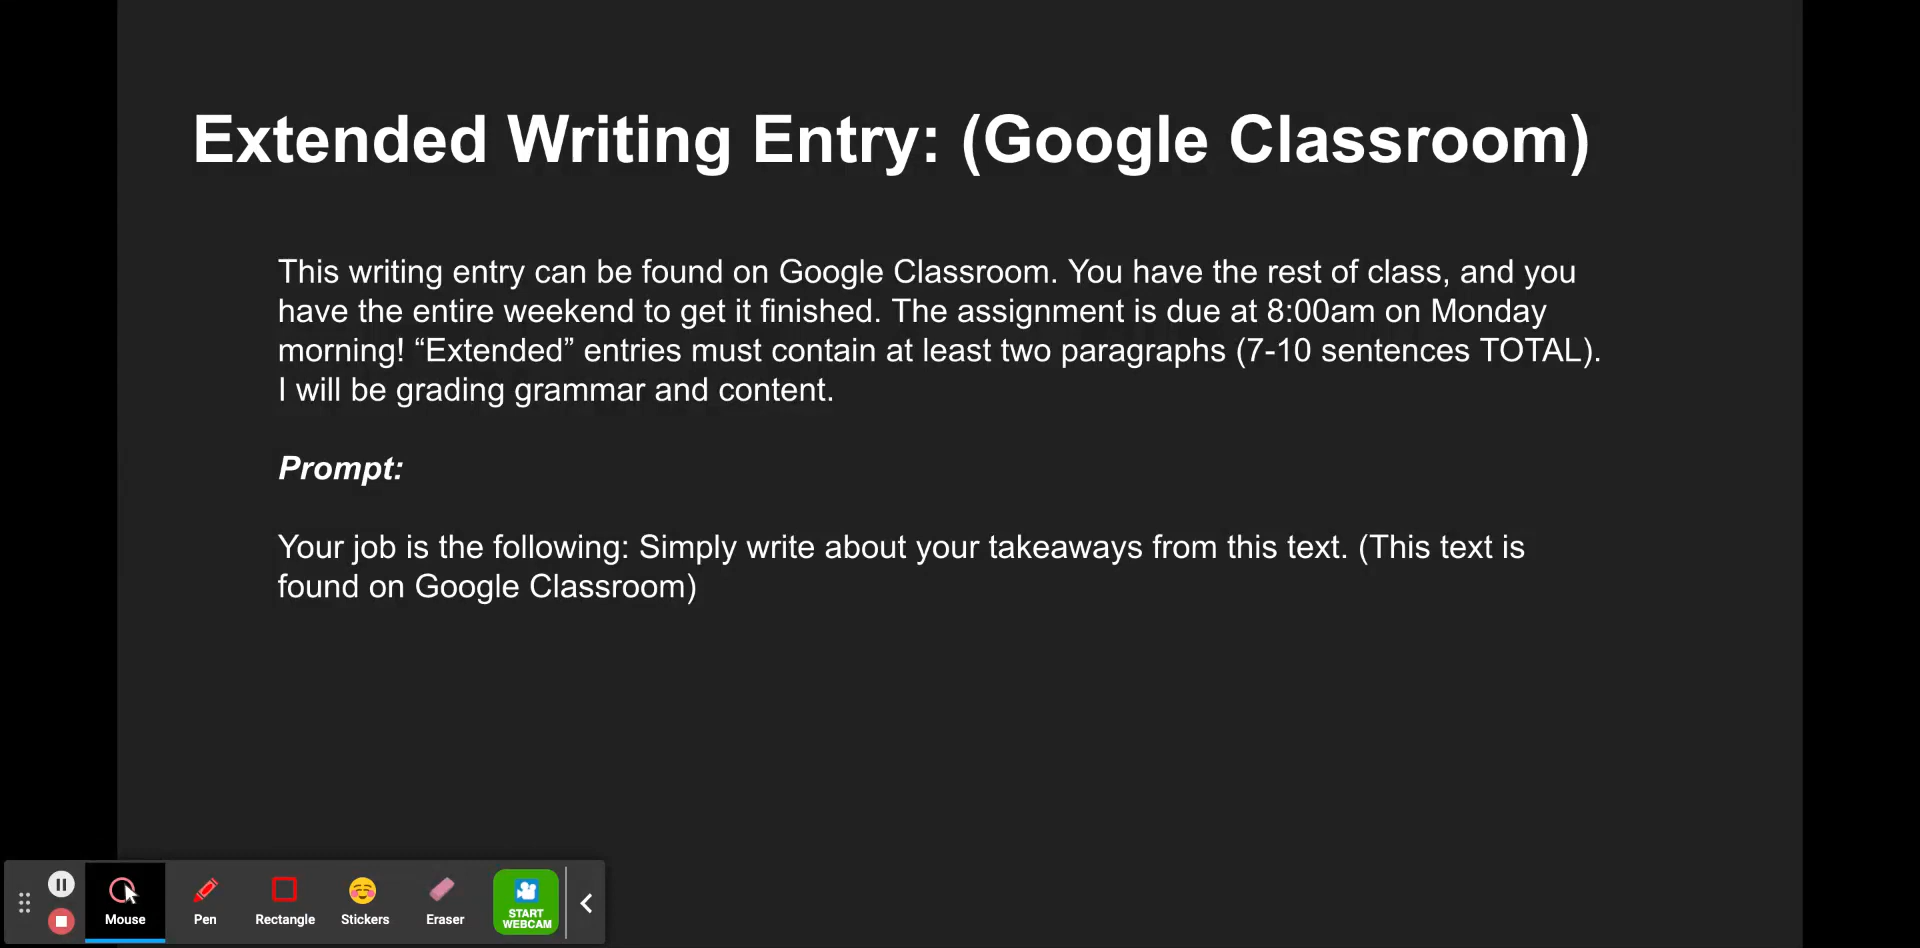 Extended Writing Entry: (Google Classroom)
This writing entry can be found on Google Classroom. You have the rest of class, and you
have the entire weekend to get it finished. The assignment is due at 8:00am on Monday
morning! “Extended” entries must contain at least two paragraphs (7-10 sentences TOTAL).
I will be grading grammar and content.
Prompt:
Your job is the following: Simply write about your takeaways from this text. (This text is
found on Google Classroom)
Mouse
Pen
Rectangle
Stickers
Eraser
START
WEBCAM